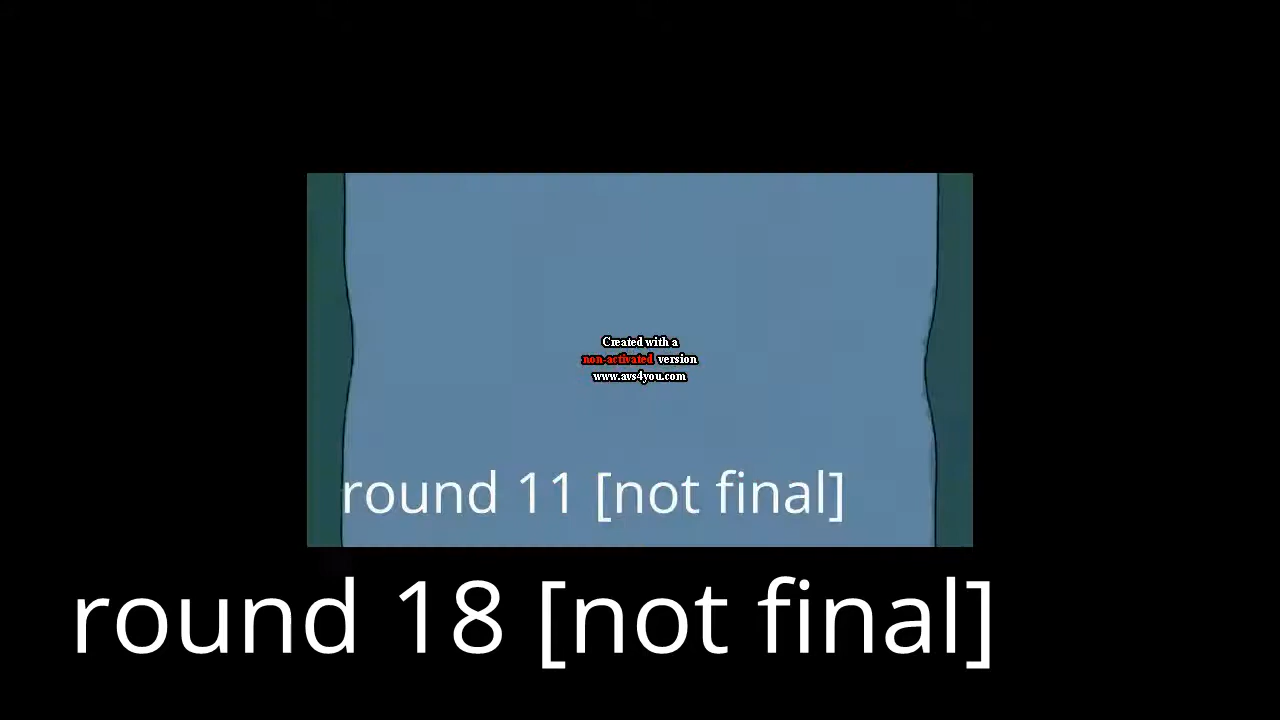 Created with a
non-activated version
www.avs4you.com
round 11 [not final]
round 18 [not final]